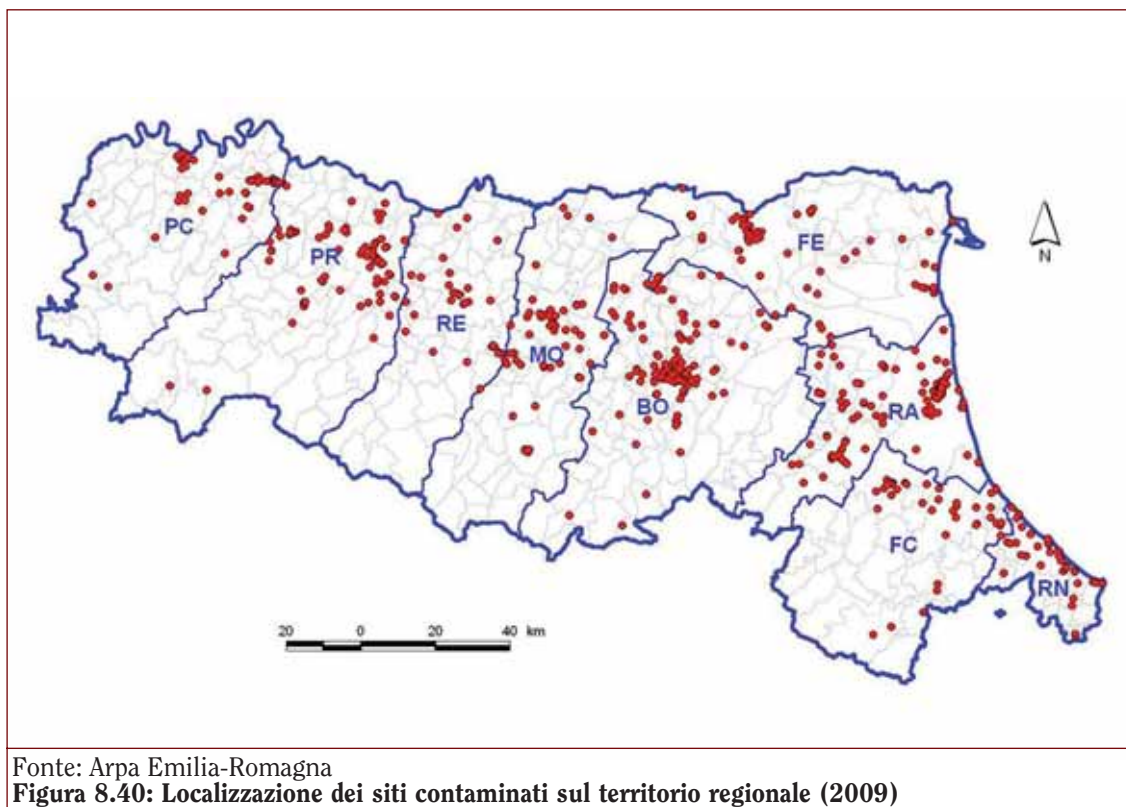 N
PC
PR
RE
MO
BO
FE
RA
FC
RN
20 0 20 40 km
Fonte: Arpa Emilia-Romagna
Figura 8.40: Localizzazione dei siti contaminati sul territorio regionale (2009)